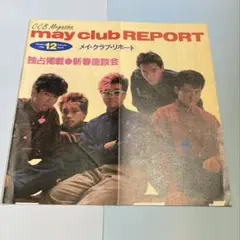 CCB Magazine
may club REPORT
12
メイ・クラブ・リポート
独占掲載●新春座談会